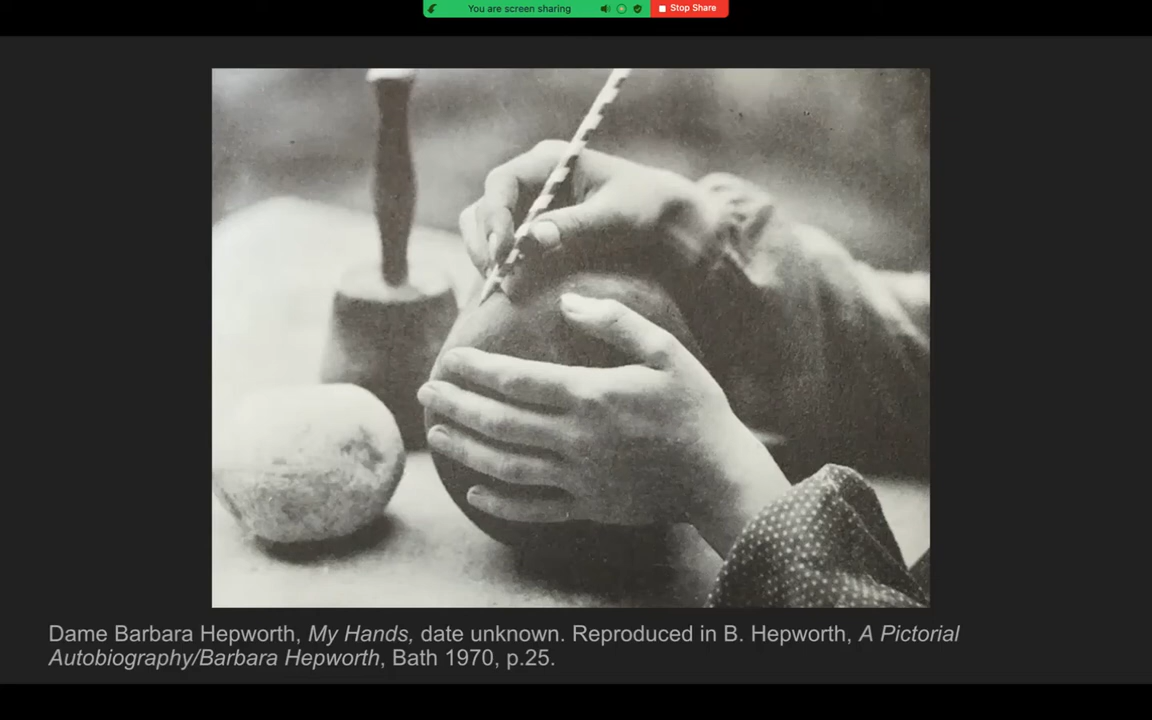 You are screen sharing
Stop Share
Dame Barbara Hepworth, My Hands, date unknown. Reproduced in B. Hepworth, A Pictorial
Autobiography/Barbara Hepworth, Bath 1970, p.25.